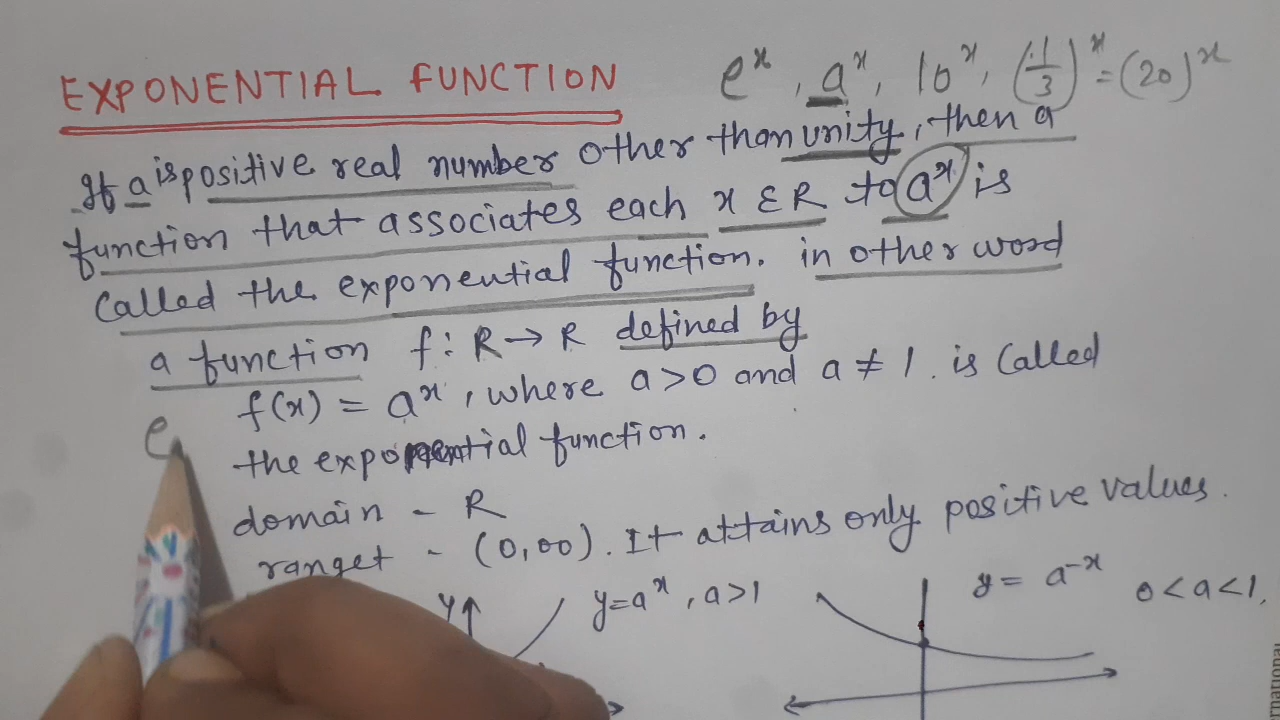 EXPONENTIAL FUNCTION
e^x, a^x, 10^x, (1/3)^x = (20)^x
If a is positive real number other than unity, then a
function that associates each x ε R to a^x is
called the exponential function. in other word
a function f: R → R defined by
f(x) = a^x, where a>0 and a ≠ 1. is called
the exponential function.
domain - R
ranget - (0,∞). It attains only positive values.
e
y y=a^x, a>1
y = a^-x 0<a<1,